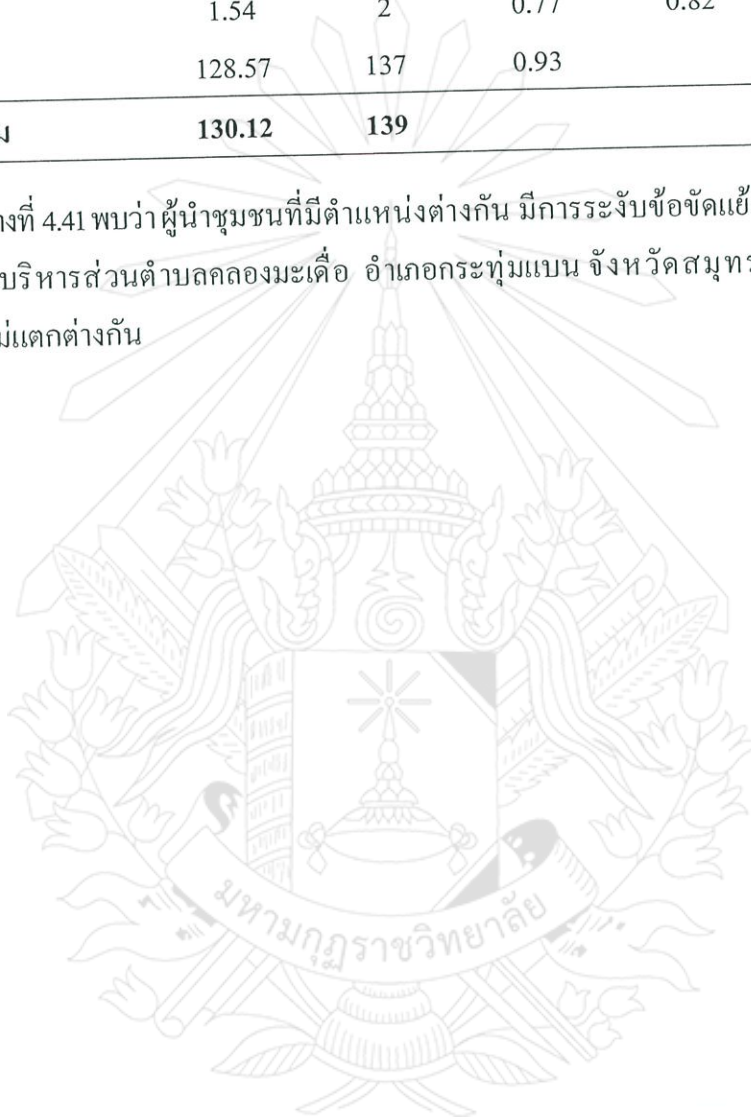 1.54 2 0.77 0.82
128.57 137 0.93
ม 130.12 139
งที่ 4.41 พบว่า ผู้นำชุมชนที่มีตำแหน่งต่างกัน มีการระงับข้อขัดแย้
บริหารส่วนตำบลคลองมะเดื่อ อำเภอกระทุ่มแบน จังหวัดสมุทร
ม่แตกต่างกัน
มหามกุฏราชวิทยาลัย